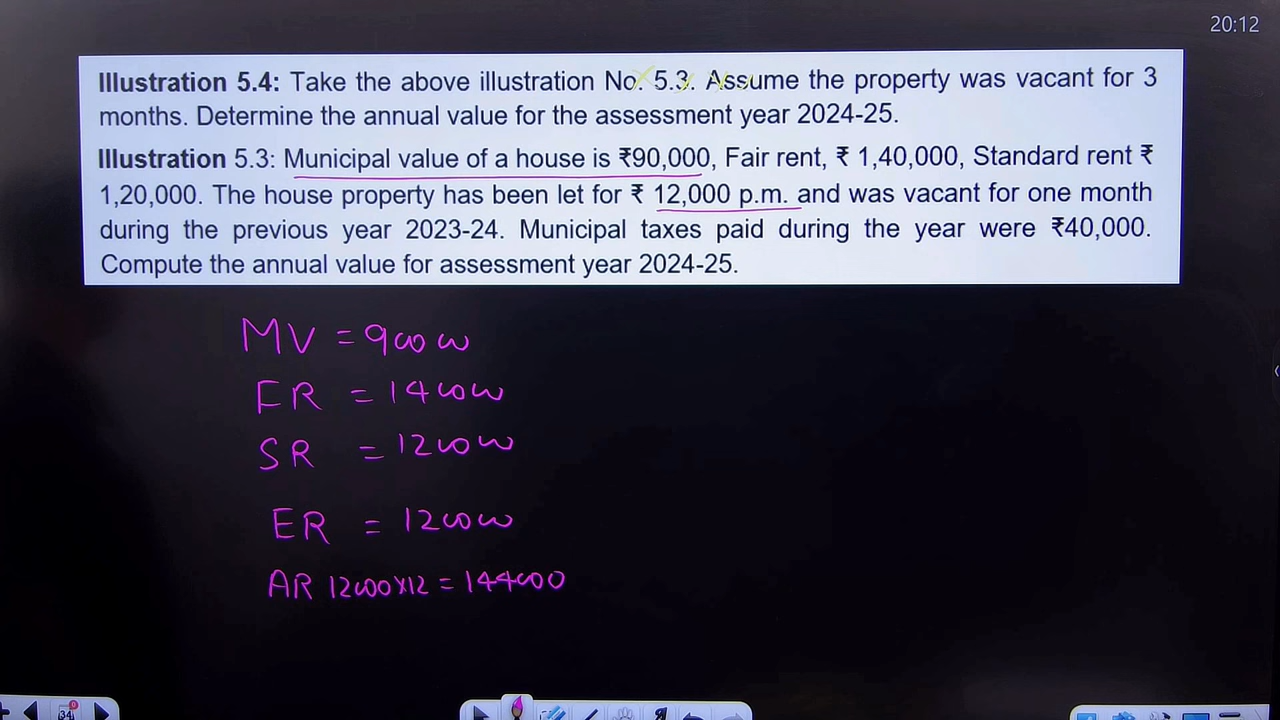 20:12
Illustration 5.4: Take the above illustration No. 5.3. Assume the property was vacant for 3
months. Determine the annual value for the assessment year 2024-25.
Illustration 5.3: Municipal value of a house is ₹90,000, Fair rent, ₹ 1,40,000, Standard rent ₹
1,20,000. The house property has been let for ₹ 12,000 p.m. and was vacant for one month
during the previous year 2023-24. Municipal taxes paid during the year were ₹40,000.
Compute the annual value for assessment year 2024-25.
MV = 90000
FR = 140000
SR = 120000
ER = 120000
AR 12000x12 = 144000
34